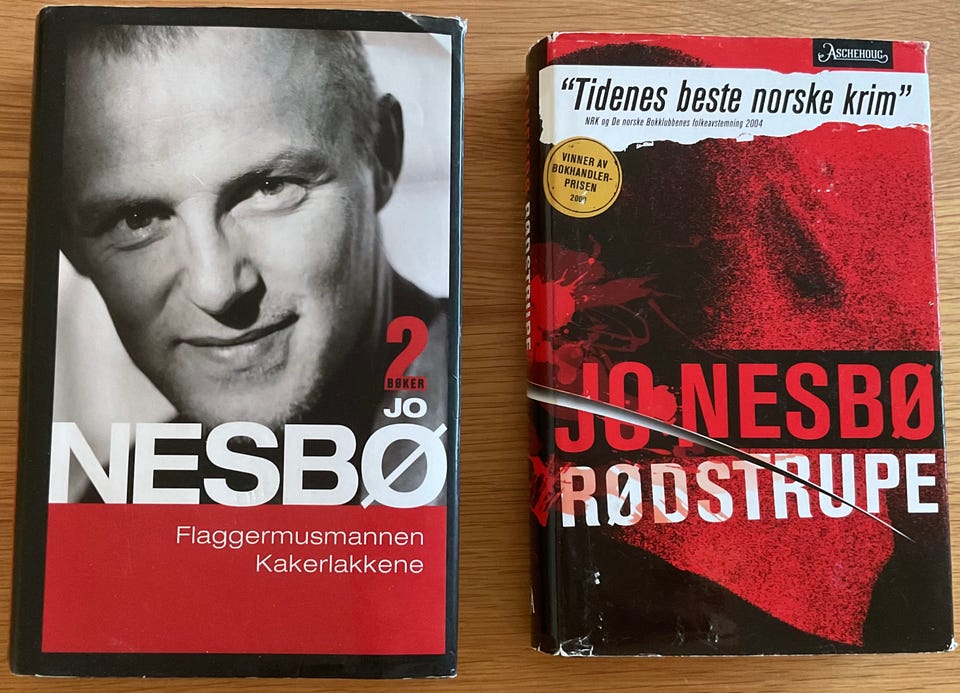 2
BØKER
JO
NESBØ
Flaggermusmannen
Kakerlakkene
ASCHEHOUG
“Tidenes beste norske krim”
NRK og De norske Bokklubbenes folkeavstemning 2004
VINNER AV
BOKHANDLER-
PRISEN
JO NESBØ
RØDSTRUPE